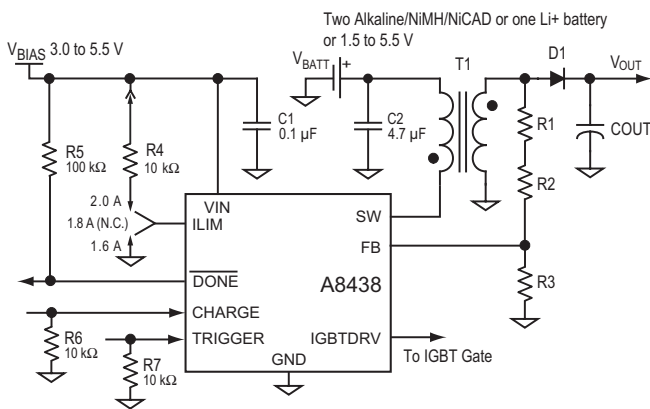 Two Alkaline/NiMH/NiCAD or one Li+ battery
or 1.5 to 5.5 V
VBIAS 3.0 to 5.5 V
VBATT
+
T1
D1
VOUT
C1
0.1 µF
C2
4.7 µF
R1
COUT
R5
100 kΩ
R4
10 kΩ
R2
2.0 A
1.8 A (N.C.)
1.6 A
VIN
ILIM
SW
FB
DONE
A8438
R3
CHARGE
TRIGGER
IGBTDRV
R6
10 kΩ
R7
10 kΩ
GND
To IGBT Gate